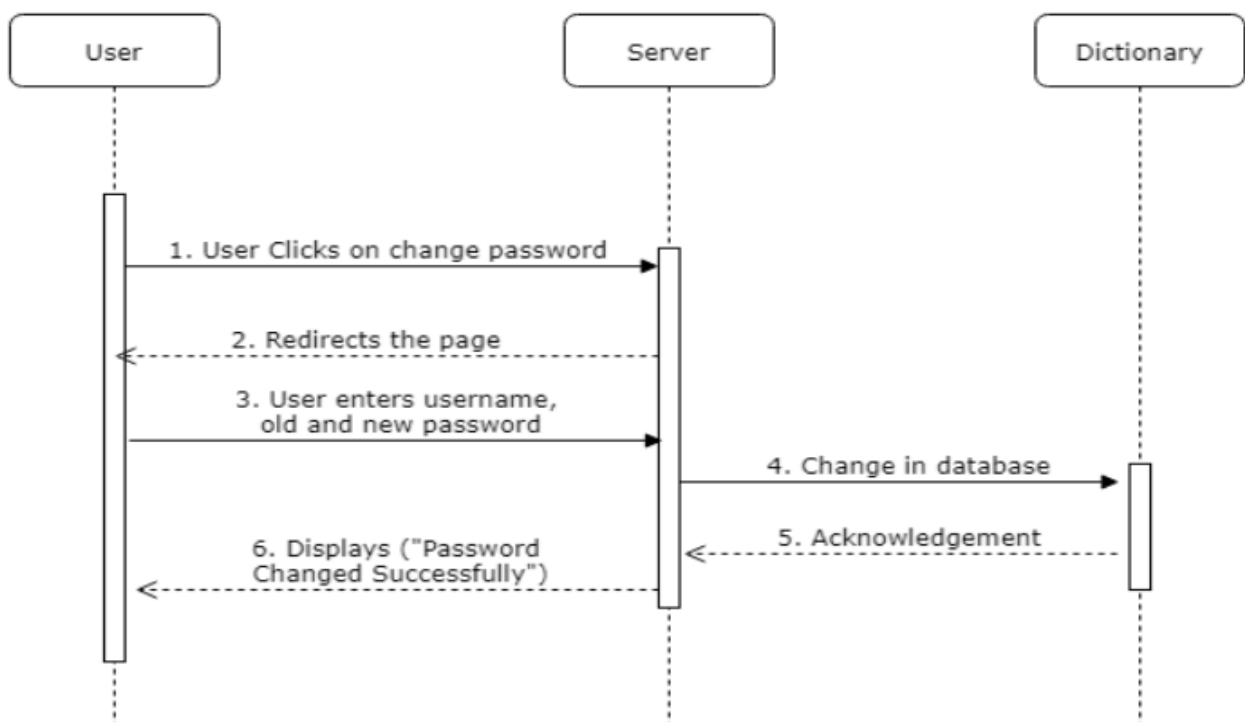 User
Server
Dictionary
1. User Clicks on change password
2. Redirects the page
3. User enters username,
old and new password
4. Change in database
5. Acknowledgement
6. Displays ("Password
Changed Successfully")